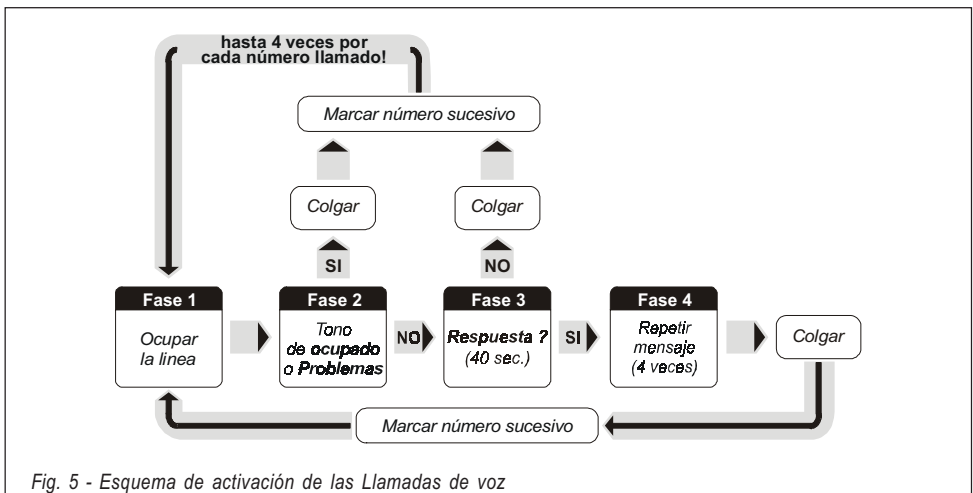 hasta 4 veces por
cada número llamado!
Marcar número sucesivo
Colgar
Colgar
SI
NO
Fase 1
Ocupar
la linea
Fase 2
Tono
de ocupado
o Problemas
NO
Fase 3
Respuesta ?
(40 sec.)
SI
Fase 4
Repetir
mensaje
(4 veces)
Colgar
Marcar número sucesivo
Fig. 5 - Esquema de activación de las Llamadas de voz